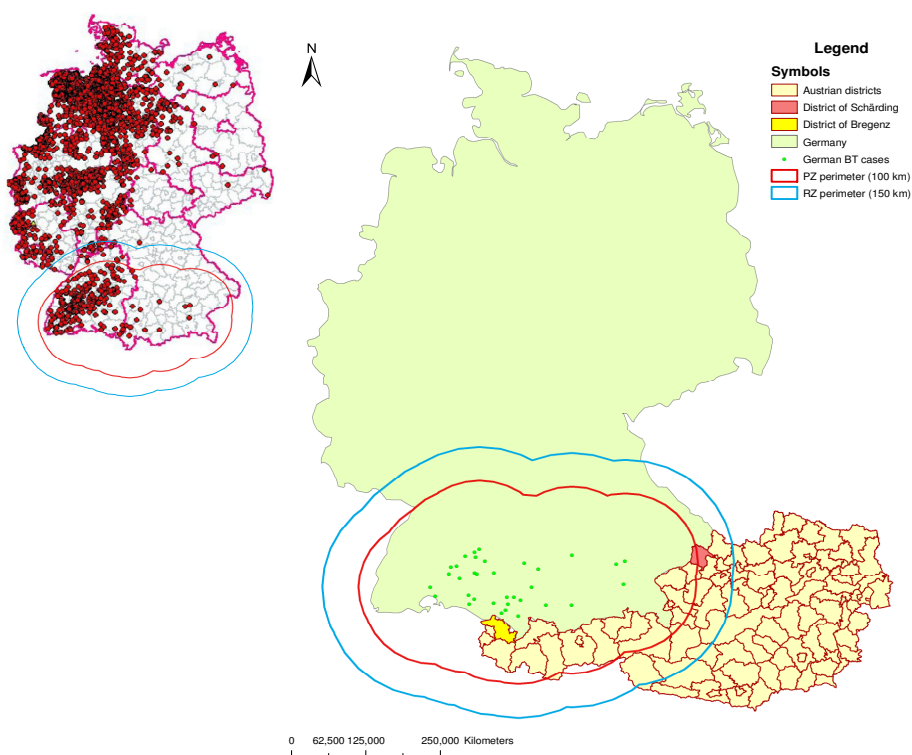 N
Legend
Symbols
Austrian districts
District of Schärding
District of Bregenz
Germany
German BT cases
PZ perimeter (100 km)
RZ perimeter (150 km)
0 62,500 125,000 250,000 Kilometers